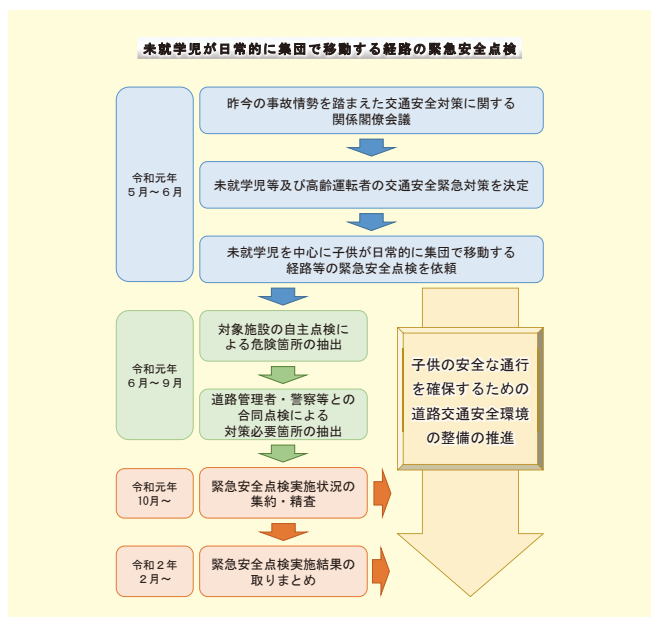 未就学児が日常的に集団で移動する経路の緊急安全点検
令和元年
5月〜6月
昨今の事故情勢を踏まえた交通安全対策に関する
関係閣僚会議
未就学児等及び高齢運転者の交通安全緊急対策を決定
未就学児を中心に子供が日常的に集団で移動する
経路等の緊急安全点検を依頼
令和元年
6月〜9月
対象施設の自主点検に
よる危険箇所の抽出
道路管理者・警察等との
合同点検による
対策必要箇所の抽出
子供の安全な通行
を確保するための
道路交通安全環境
の整備の推進
令和元年
10月〜
緊急安全点検実施状況の
集約・精査
令和２年
２月〜
緊急安全点検実施結果の
取りまとめ